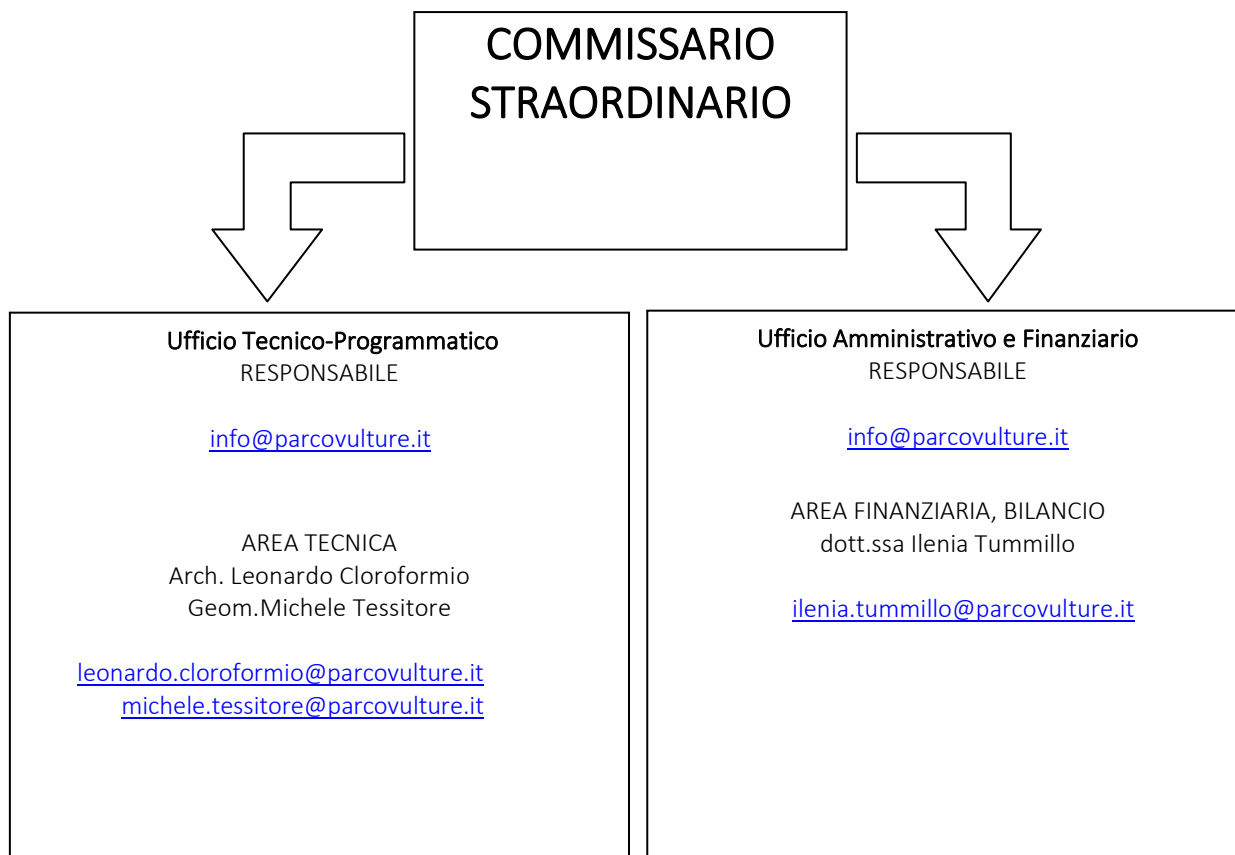 COMMISSARIO
STRAORDINARIO
Ufficio Tecnico-Programmatico
RESPONSABILE
info@parcovulture.it
AREA TECNICA
Arch. Leonardo Cloroformio
Geom.Michele Tessitore
leonardo.cloroformio@parcovulture.it
michele.tessitore@parcovulture.it
Ufficio Amministrativo e Finanziario
RESPONSABILE
info@parcovulture.it
AREA FINANZIARIA, BILANCIO
dott.ssa Ilenia Tummillo
ilenia.tummillo@parcovulture.it